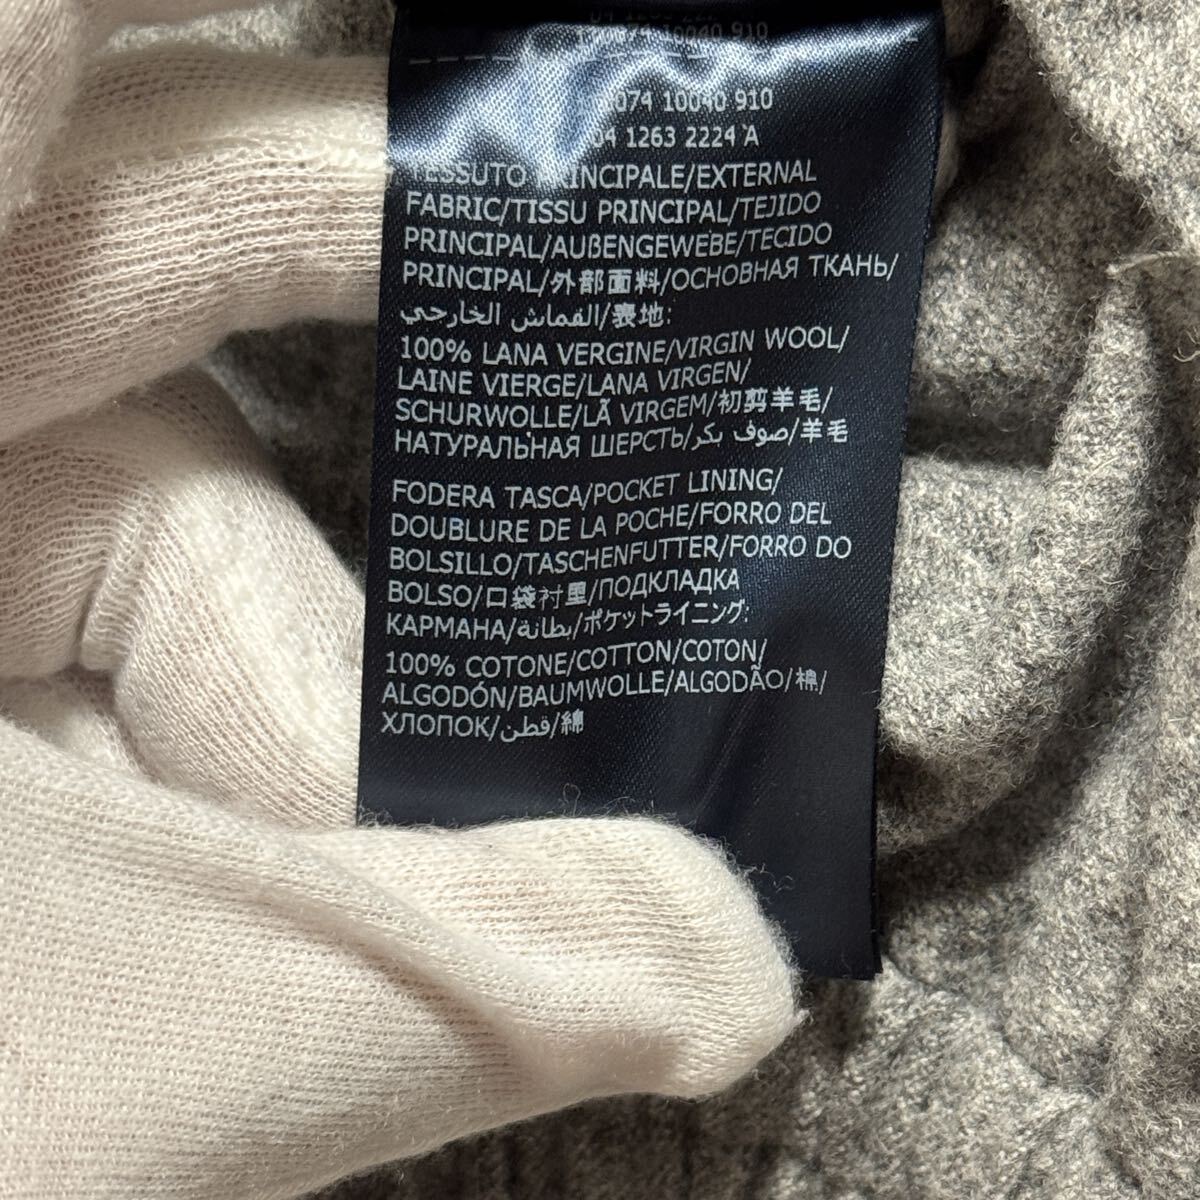 10040 910
074 10040 910
04 1263 2224 A
TESSUTO PRINCIPALE/EXTERNAL
FABRIC/TISSU PRINCIPAL/TEJIDO
PRINCIPAL/AUßENGEWEBE/TECIDO
PRINCIPAL/外部面料/ОСНОВНАЯ ТКАНЬ/
القماش الخارجي/表地:
100% LANA VERGINE/VIRGIN WOOL/
LAINE VIERGE/LANA VIRGEN/
SCHURWOLLE/LÃ VIRGEM/初剪羊毛/
НАТУРАЛЬНАЯ ШЕРСТЬ/صوف بكر/羊毛
FODERA TASCA/POCKET LINING/
DOUBLURE DE LA POCHE/FORRO DEL
BOLSILLO/TASCHENFUTTER/FORRO DO
BOLSO/口袋衬里/ПОДКЛАДКА
КАРМАНА/بطانة/ポケットライニング:
100% COTONE/COTTON/COTON/
ALGODÓN/BAUMWOLLE/ALGODÃO/棉/
ХЛОПОК/قطن/綿